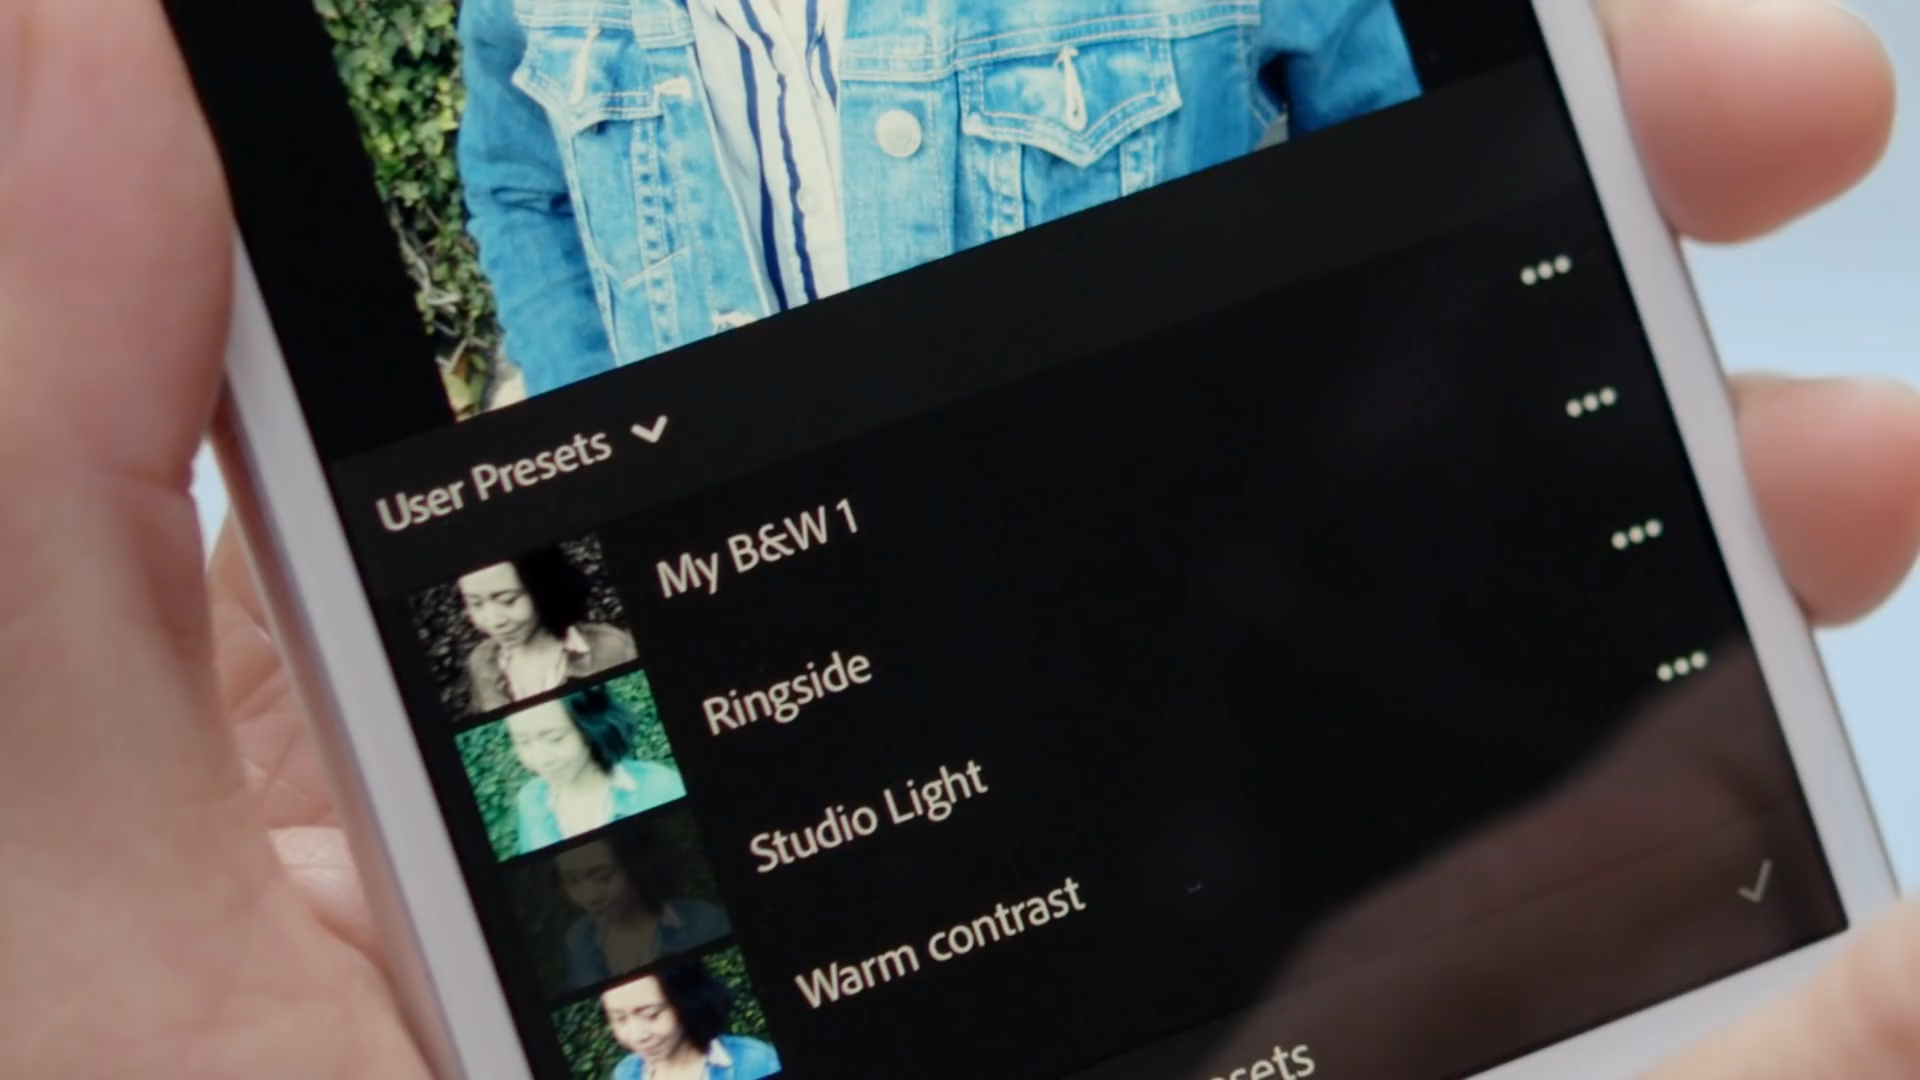 User Presets
My B&W 1
Ringside
Studio Light
Warm contrast